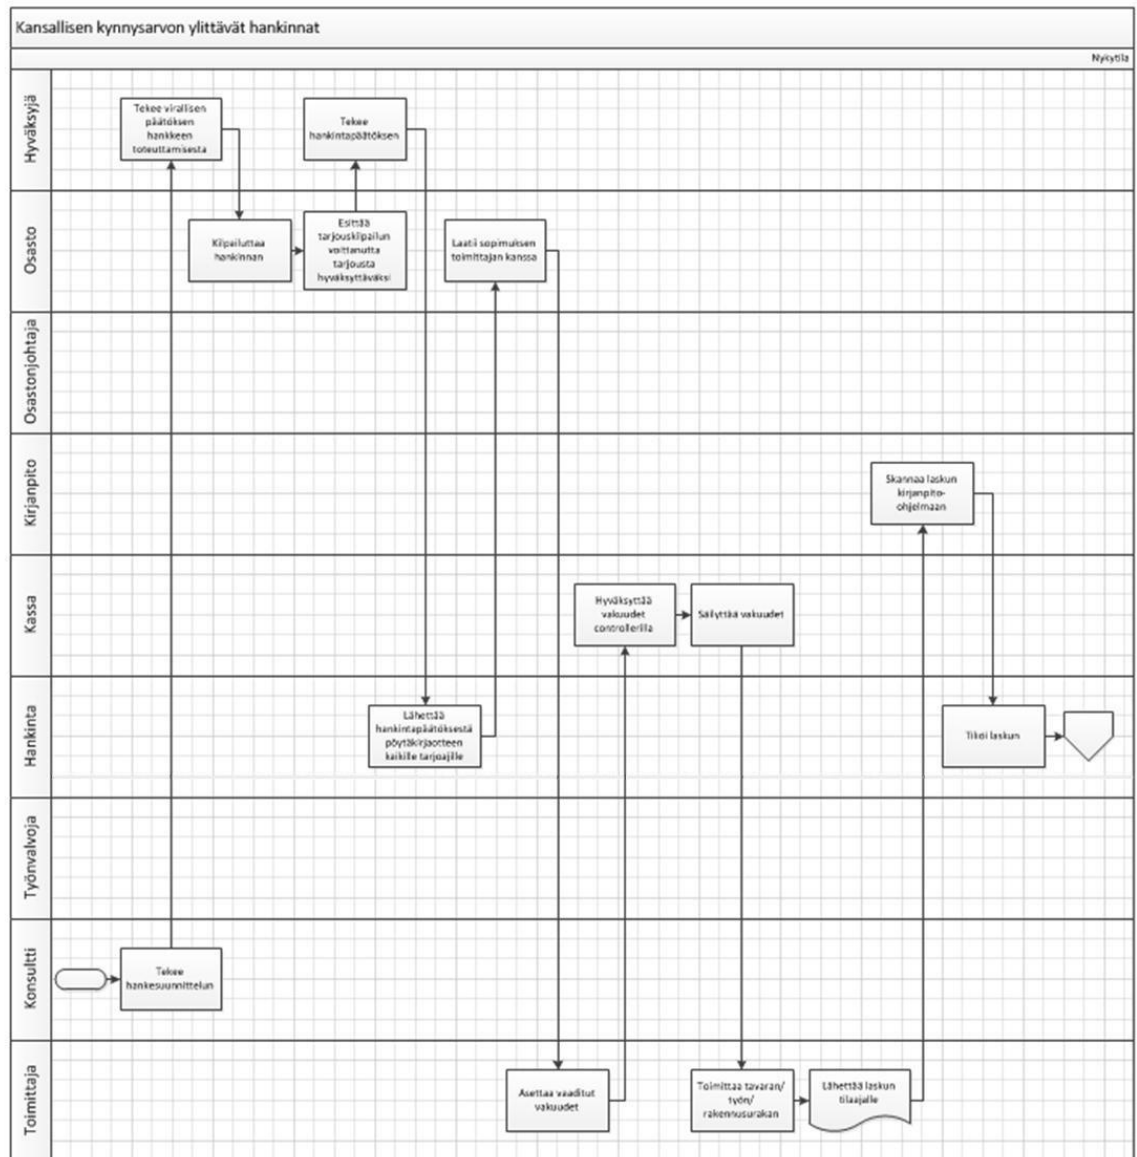 Kansallisen kynnysarvon ylittävät hankinnat
Nykytila
Hyväksyjä
Tekee virallisen
päätöksen
hankkeen
toteuttamisesta
Tekee
hankintapäätöksen
Osasto
Kilpailuttaa
hankinnan
Esittää
tarjouskilpailun
voittanutta
tarjousta
hyväksyttäväksi
Laatii sopimuksen
toimittajan kanssa
Osastonjohtaja
Kirjanpito
Skannaa laskun
kirjanpito-
ohjelmaan
Kassa
Hyväksyttää
vakuudet
controllerilla
Säilyttää vakuudet
Hankinta
Lähettää
hankintapäätöksestä
pöytäkirjaotteen
kaikille tarjoajille
Tiliöi laskun
Työnvalvoja
Konsultti
Tekee
hankesuunnittelun
Toimittaja
Asettaa vaaditut
vakuudet
Toimittaa tavaran/
työn/
rakennusurakan
Lähettää laskun
tilaajalle